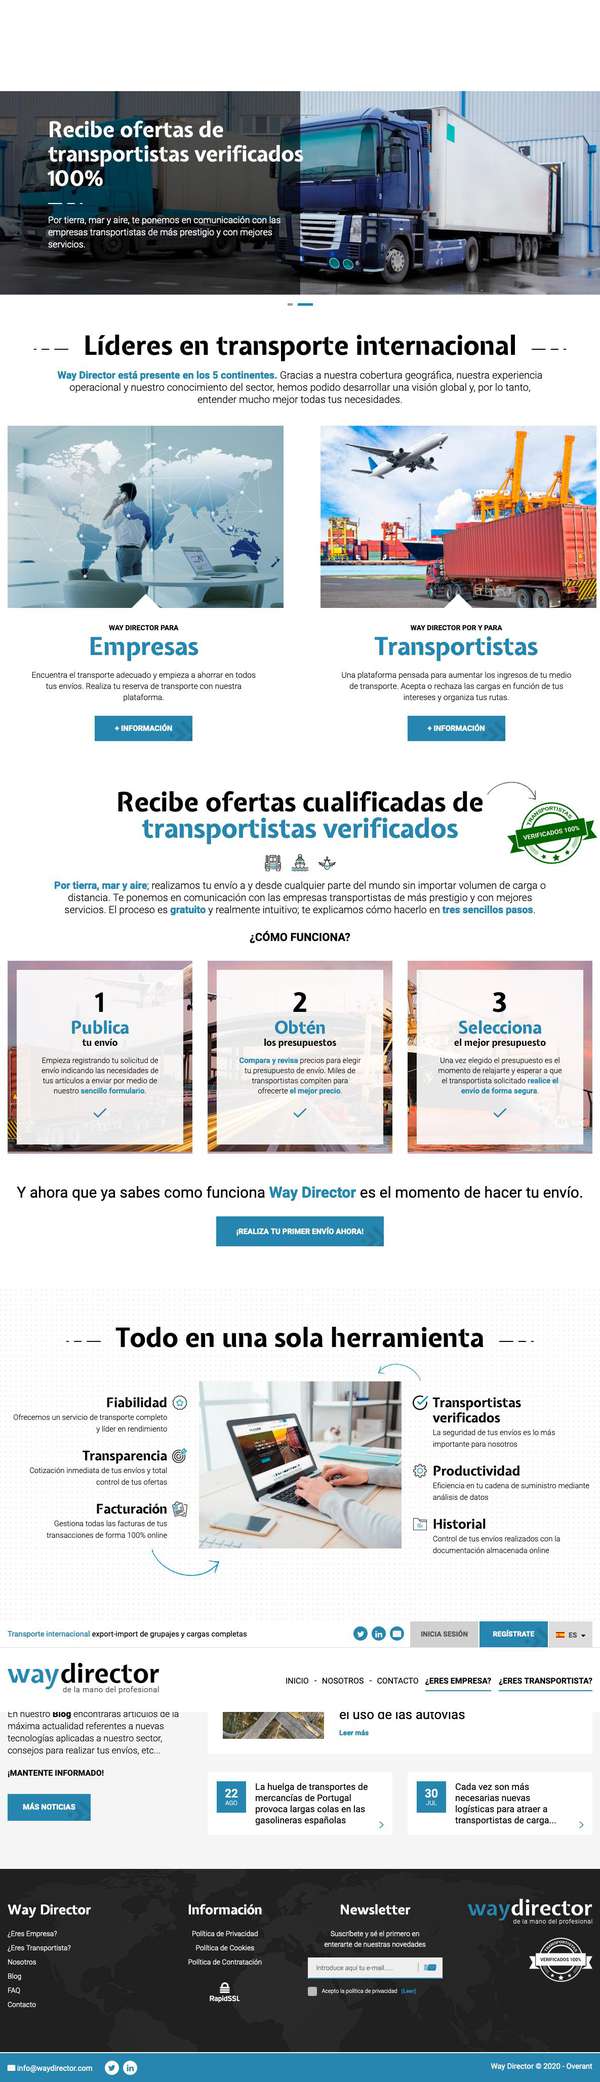 Recibe ofertas de
transportistas verificados
100%
Por tierra, mar y aire, te ponemos en comunicación con las
empresas transportistas de más prestigio y con mejores
servicios.
Líderes en transporte internacional
Way Director está presente en los 5 continentes. Gracias a nuestra cobertura geográfica, nuestra experiencia
operacional y nuestro conocimiento del sector, hemos podido desarrollar una visión global y, por lo tanto,
entender mucho mejor todas tus necesidades.
WAY DIRECTOR PARA
Empresas
Encuentra el transporte adecuado y empieza a ahorrar en todos
tus envíos. Realiza tu reserva de transporte con nuestra
plataforma.
+ INFORMACIÓN
WAY DIRECTOR POR Y PARA
Transportistas
Una plataforma pensada para aumentar los ingresos de tu medio
de transporte. Acepta o rechaza las cargas en función de tus
intereses y organiza tus rutas.
+ INFORMACIÓN
Recibe ofertas cualificadas de
transportistas verificados
TRANSPORTISTAS
VERIFICADOS 100%
Por tierra, mar y aire; realizamos tu envío a y desde cualquier parte del mundo sin importar volumen de carga o
distancia. Te ponemos en comunicación con las empresas transportistas de más prestigio y con mejores
servicios. El proceso es gratuito y realmente intuitivo; te explicamos cómo hacerlo en tres sencillos pasos.
¿CÓMO FUNCIONA?
1
Publica
tu envío
Empieza registrando tu solicitud de
envío indicando las necesidades de
tus artículos a enviar por medio de
nuestro sencillo formulario.
2
Obtén
los presupuestos
Compara y revisa precios para elegir
tu presupuesto de envío. Miles de
transportistas compiten para
ofrecerte el mejor precio.
3
Selecciona
el mejor presupuesto
Una vez elegido el presupuesto es el
momento de relajarte y esperar a que
el transportista solicitado realice el
envío de forma segura.
Y ahora que ya sabes como funciona Way Director es el momento de hacer tu envío.
¡REALIZA TU PRIMER ENVÍO AHORA!
Todo en una sola herramienta
Fiabilidad
Ofrecemos un servicio de transporte completo
y líder en rendimiento
Transparencia
Cotización inmediata de tus envíos y total
control de tus ofertas
Facturación
Gestiona todas las facturas de tus
transacciones de forma 100% online
Transportistas
verificados
La seguridad de tus envíos es lo más
importante para nosotros
Productividad
Eficiencia en tu cadena de suministro mediante
análisis de datos
Historial
Control de tus envíos realizados con la
documentación almacenada online
Transporte internacional export-import de grupajes y cargas completas
INICIA SESIÓN
REGÍSTRATE
ES
waydirector
de la mano del profesional
INICIO - NOSOTROS - CONTACTO ¿ERES EMPRESA? ¿ERES TRANSPORTISTA?
En nuestro Blog encontrarás artículos de la
máxima actualidad referentes a nuevas
tecnologías aplicadas a nuestro sector,
consejos para realizar tus envíos, etc...
¡MANTENTE INFORMADO!
MÁS NOTICIAS
el uso de las autovías
Leer más
22
AGO
La huelga de transportes de
mercancías de Portugal
provoca largas colas en las
gasolineras españolas
30
JUL
Cada vez son más
necesarias nuevas
logísticas para atraer a
transportistas de carga...
Way Director
¿Eres Empresa?
¿Eres Transportista?
Nosotros
Blog
FAQ
Contacto
Información
Política de Privacidad
Política de Cookies
Política de Contratación
RapidSSL
Newsletter
Suscríbete y sé el primero en
enterarte de nuestras novedades
Introduce aquí tu e-mail.....
Acepto la política de privacidad (Leer)
waydirector
de la mano del profesional
TRANSPORTISTAS
VERIFICADOS 100%
info@waydirector.com
Way Director © 2020 - Overant